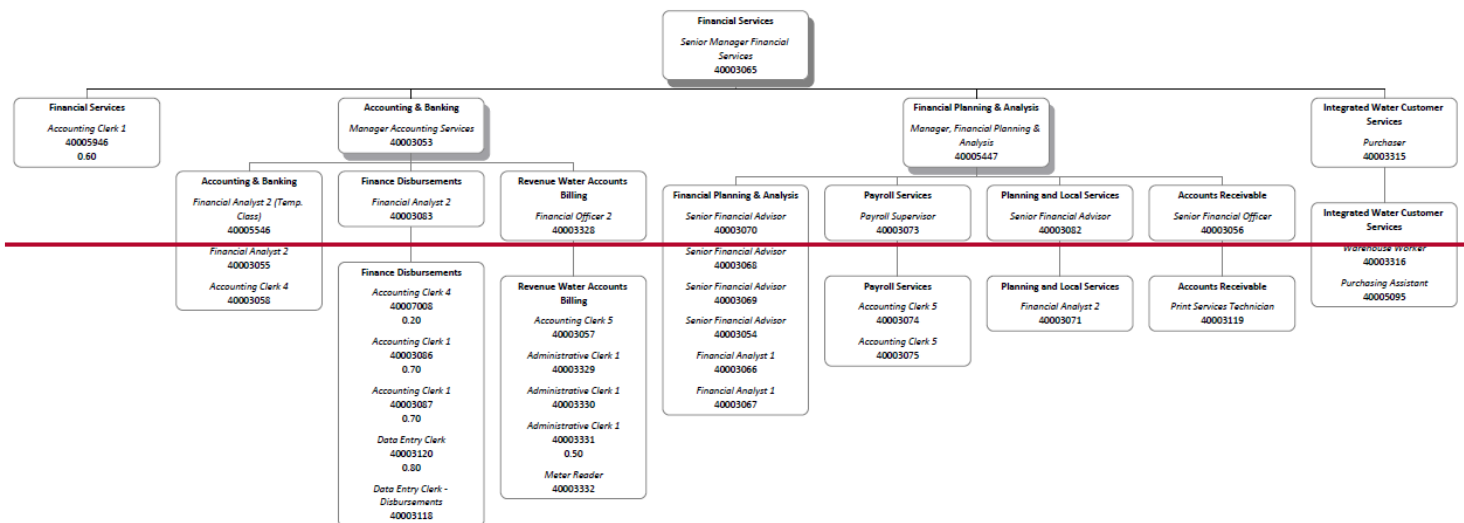 Financial Services
Senior Manager Financial
Services
40003065
Financial Services
Accounting Clerk 1
40005946
0.60
Accounting & Banking
Manager Accounting Services
40003053
Financial Planning & Analysis
Manager, Financial Planning &
Analysis
40005447
Integrated Water Customer
Services
Purchaser
40003315
Accounting & Banking
Financial Analyst 2 (Temp.
Class)
40005546
Financial Analyst 2
40003055
Accounting Clerk 4
40003058
Finance Disbursements
Financial Analyst 2
40003083
Revenue Water Accounts
Billing
Financial Officer 2
40003328
Financial Planning & Analysis
Senior Financial Advisor
40003070
Senior Financial Advisor
40003068
Senior Financial Advisor
40003069
Senior Financial Advisor
40003054
Financial Analyst 1
40003066
Financial Analyst 1
40003067
Payroll Services
Payroll Supervisor
40003073
Planning and Local Services
Senior Financial Advisor
40003082
Accounts Receivable
Senior Financial Officer
40003056
Integrated Water Customer
Services
Warehouse Worker
40003316
Purchasing Assistant
40005095
Finance Disbursements
Accounting Clerk 4
40007008
0.20
Accounting Clerk 1
40003086
0.70
Accounting Clerk 1
40003087
0.70
Data Entry Clerk
40003120
0.80
Data Entry Clerk -
Disbursements
40003118
Revenue Water Accounts
Billing
Accounting Clerk 5
40003057
Administrative Clerk 1
40003329
Administrative Clerk 1
40003330
Administrative Clerk 1
40003331
0.50
Meter Reader
40003332
Payroll Services
Accounting Clerk 5
40003074
Accounting Clerk 5
40003075
Planning and Local Services
Financial Analyst 2
40003071
Accounts Receivable
Print Services Technician
40003119